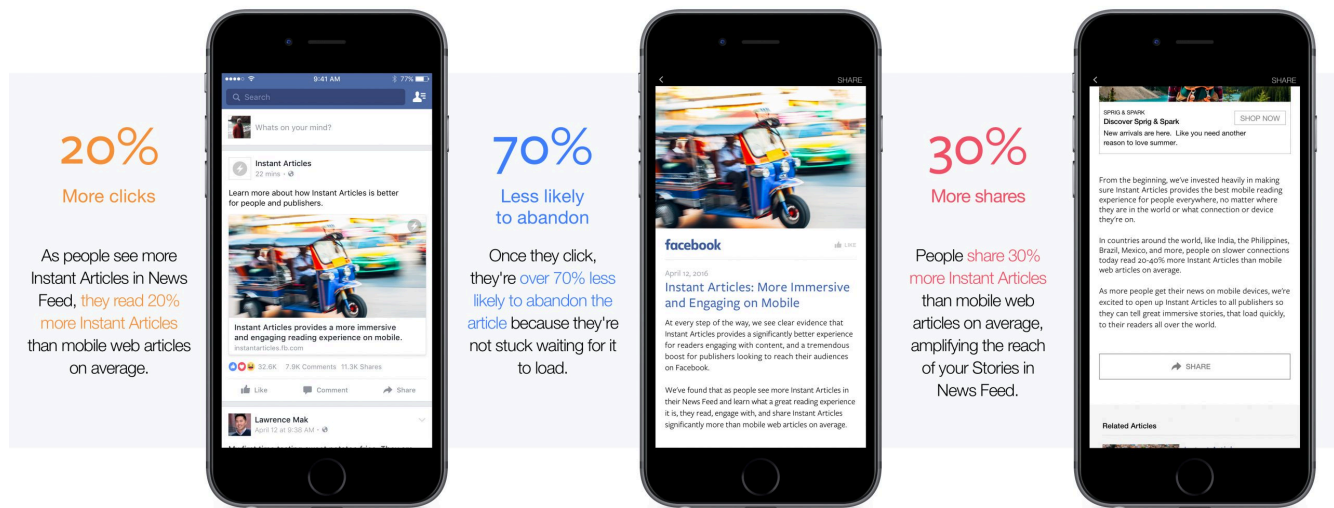 20%
More clicks
As people see more
Instant Articles in News
Feed, they read 20%
more Instant Articles
than mobile web articles
on average.
9:41 AM
77%
Search
Whats on your mind?
Instant Articles
22 mins
Learn more about how Instant Articles is better
for people and publishers.
Instant Articles provides a more immersive
and engaging reading experience on mobile.
instantarticles.fb.com
32.6K 7.9K Comments 11.3K Shares
Like Comment Share
Lawrence Mak
April 12 at 9:36 AM
70%
Less likely
to abandon
Once they click,
they're over 70% less
likely to abandon the
article because they're
not stuck waiting for it
to load.
SHARE
facebook
LIKE
April 12, 2016
Instant Articles: More Immersive
and Engaging on Mobile
At every step of the way, we see clear evidence that
Instant Articles provides a significantly better experience
for readers engaging with content, and a tremendous
boost for publishers looking to reach their audiences
on Facebook.
We've found that as people see more Instant Articles in
their News Feed and learn what a great reading experience
it is, they read, engage with, and share Instant Articles
significantly more than mobile web articles on average.
30%
More shares
People share 30%
more Instant Articles
than mobile web
articles on average,
amplifying the reach
of your Stories in
News Feed.
SHARE
SPRIG & SPARK
Discover Sprig & Spark
SHOP NOW
New arrivals are here. Like you need another
reason to love summer.
From the beginning, we've invested heavily in making
sure Instant Articles provides the best mobile reading
experience for people everywhere, no matter where
they are in the world or what connection or device
they're on.
In countries around the world, like India, the Philippines,
Brazil, Mexico, and more, people on slower connections
today read 20-40% more Instant Articles than mobile
web articles on average.
As more people get their news on mobile devices, we're
excited to open up Instant Articles to all publishers so
they can tell great immersive stories, that load quickly,
to their readers all over the world.
SHARE
Related Articles